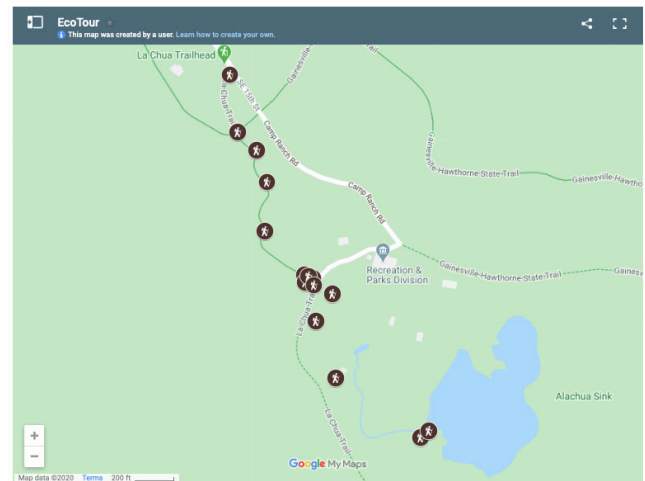 EcoTour
This map was created by a user. Learn how to create your own.
La Chua Trailhead
Gainesville-
Trail
La-Chua-Trail
SE 15th St
Camp Ranch Rd
Gainesville-Hawthorne-State-Trail
Gainesville-Hawtho
Camp Ranch Rd
Recreation &
Parks Division
Gainesville-Hawthorne-State-Trail
Gaines
La-Chua-Trail
Alachua Sink
La Chua-Trail
+
−
Google My Maps
Map data ©2020 Terms 200 ft